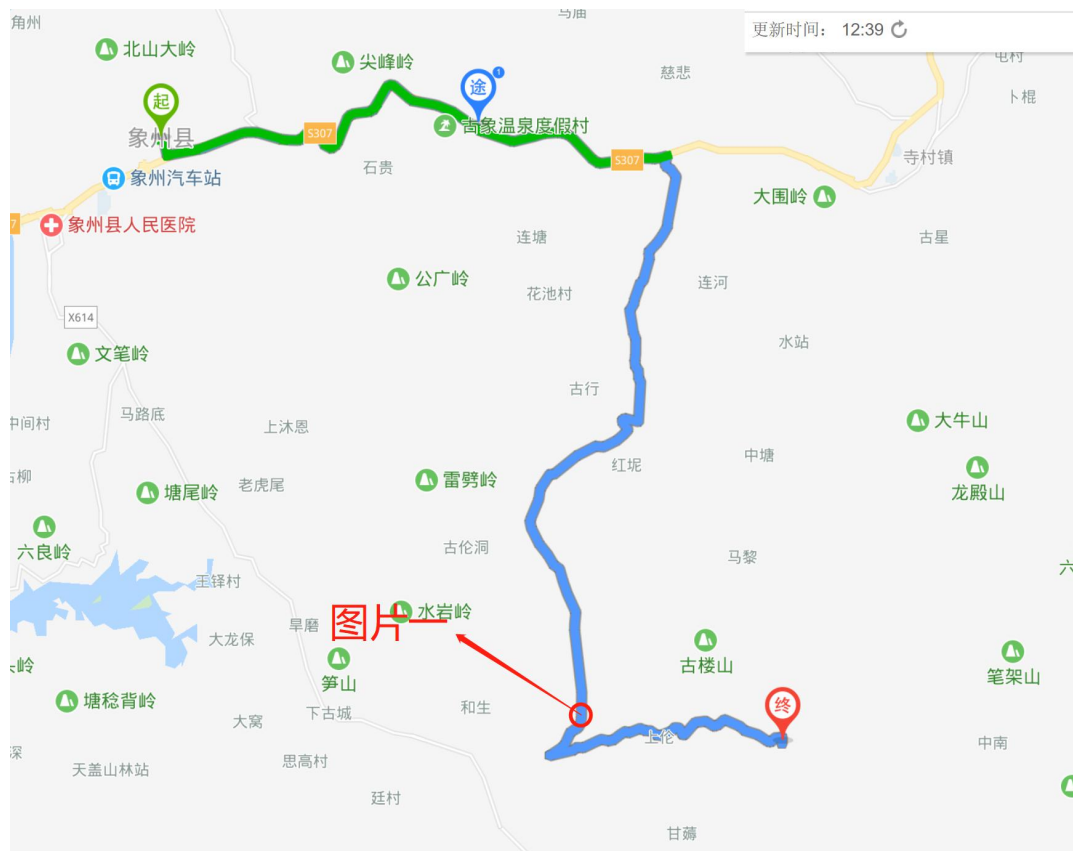 角州
马庙
更新时间： 12:39
北山大岭
尖峰岭
慈悲
屯村
卜棍
起
途
1
象州县
S307
吉象温泉度假村
石贵
S307
寺村镇
象州汽车站
大围岭
7
象州县人民医院
连塘
古星
公广岭
花池村
连河
X614
文笔岭
水站
古行
马路底
中间村
上沐恩
大牛山
红坭
中塘
古柳
塘尾岭
老虎尾
雷劈岭
龙殿山
六良岭
古伦洞
马黎
六
王铎村
图片一
水岩岭
旱磨
大龙保
头岭
笋山
古楼山
笔架山
塘稔背岭
大窝
下古城
和生
终
上伦
中南
深
天盖山林站
思高村
廷村
甘薅